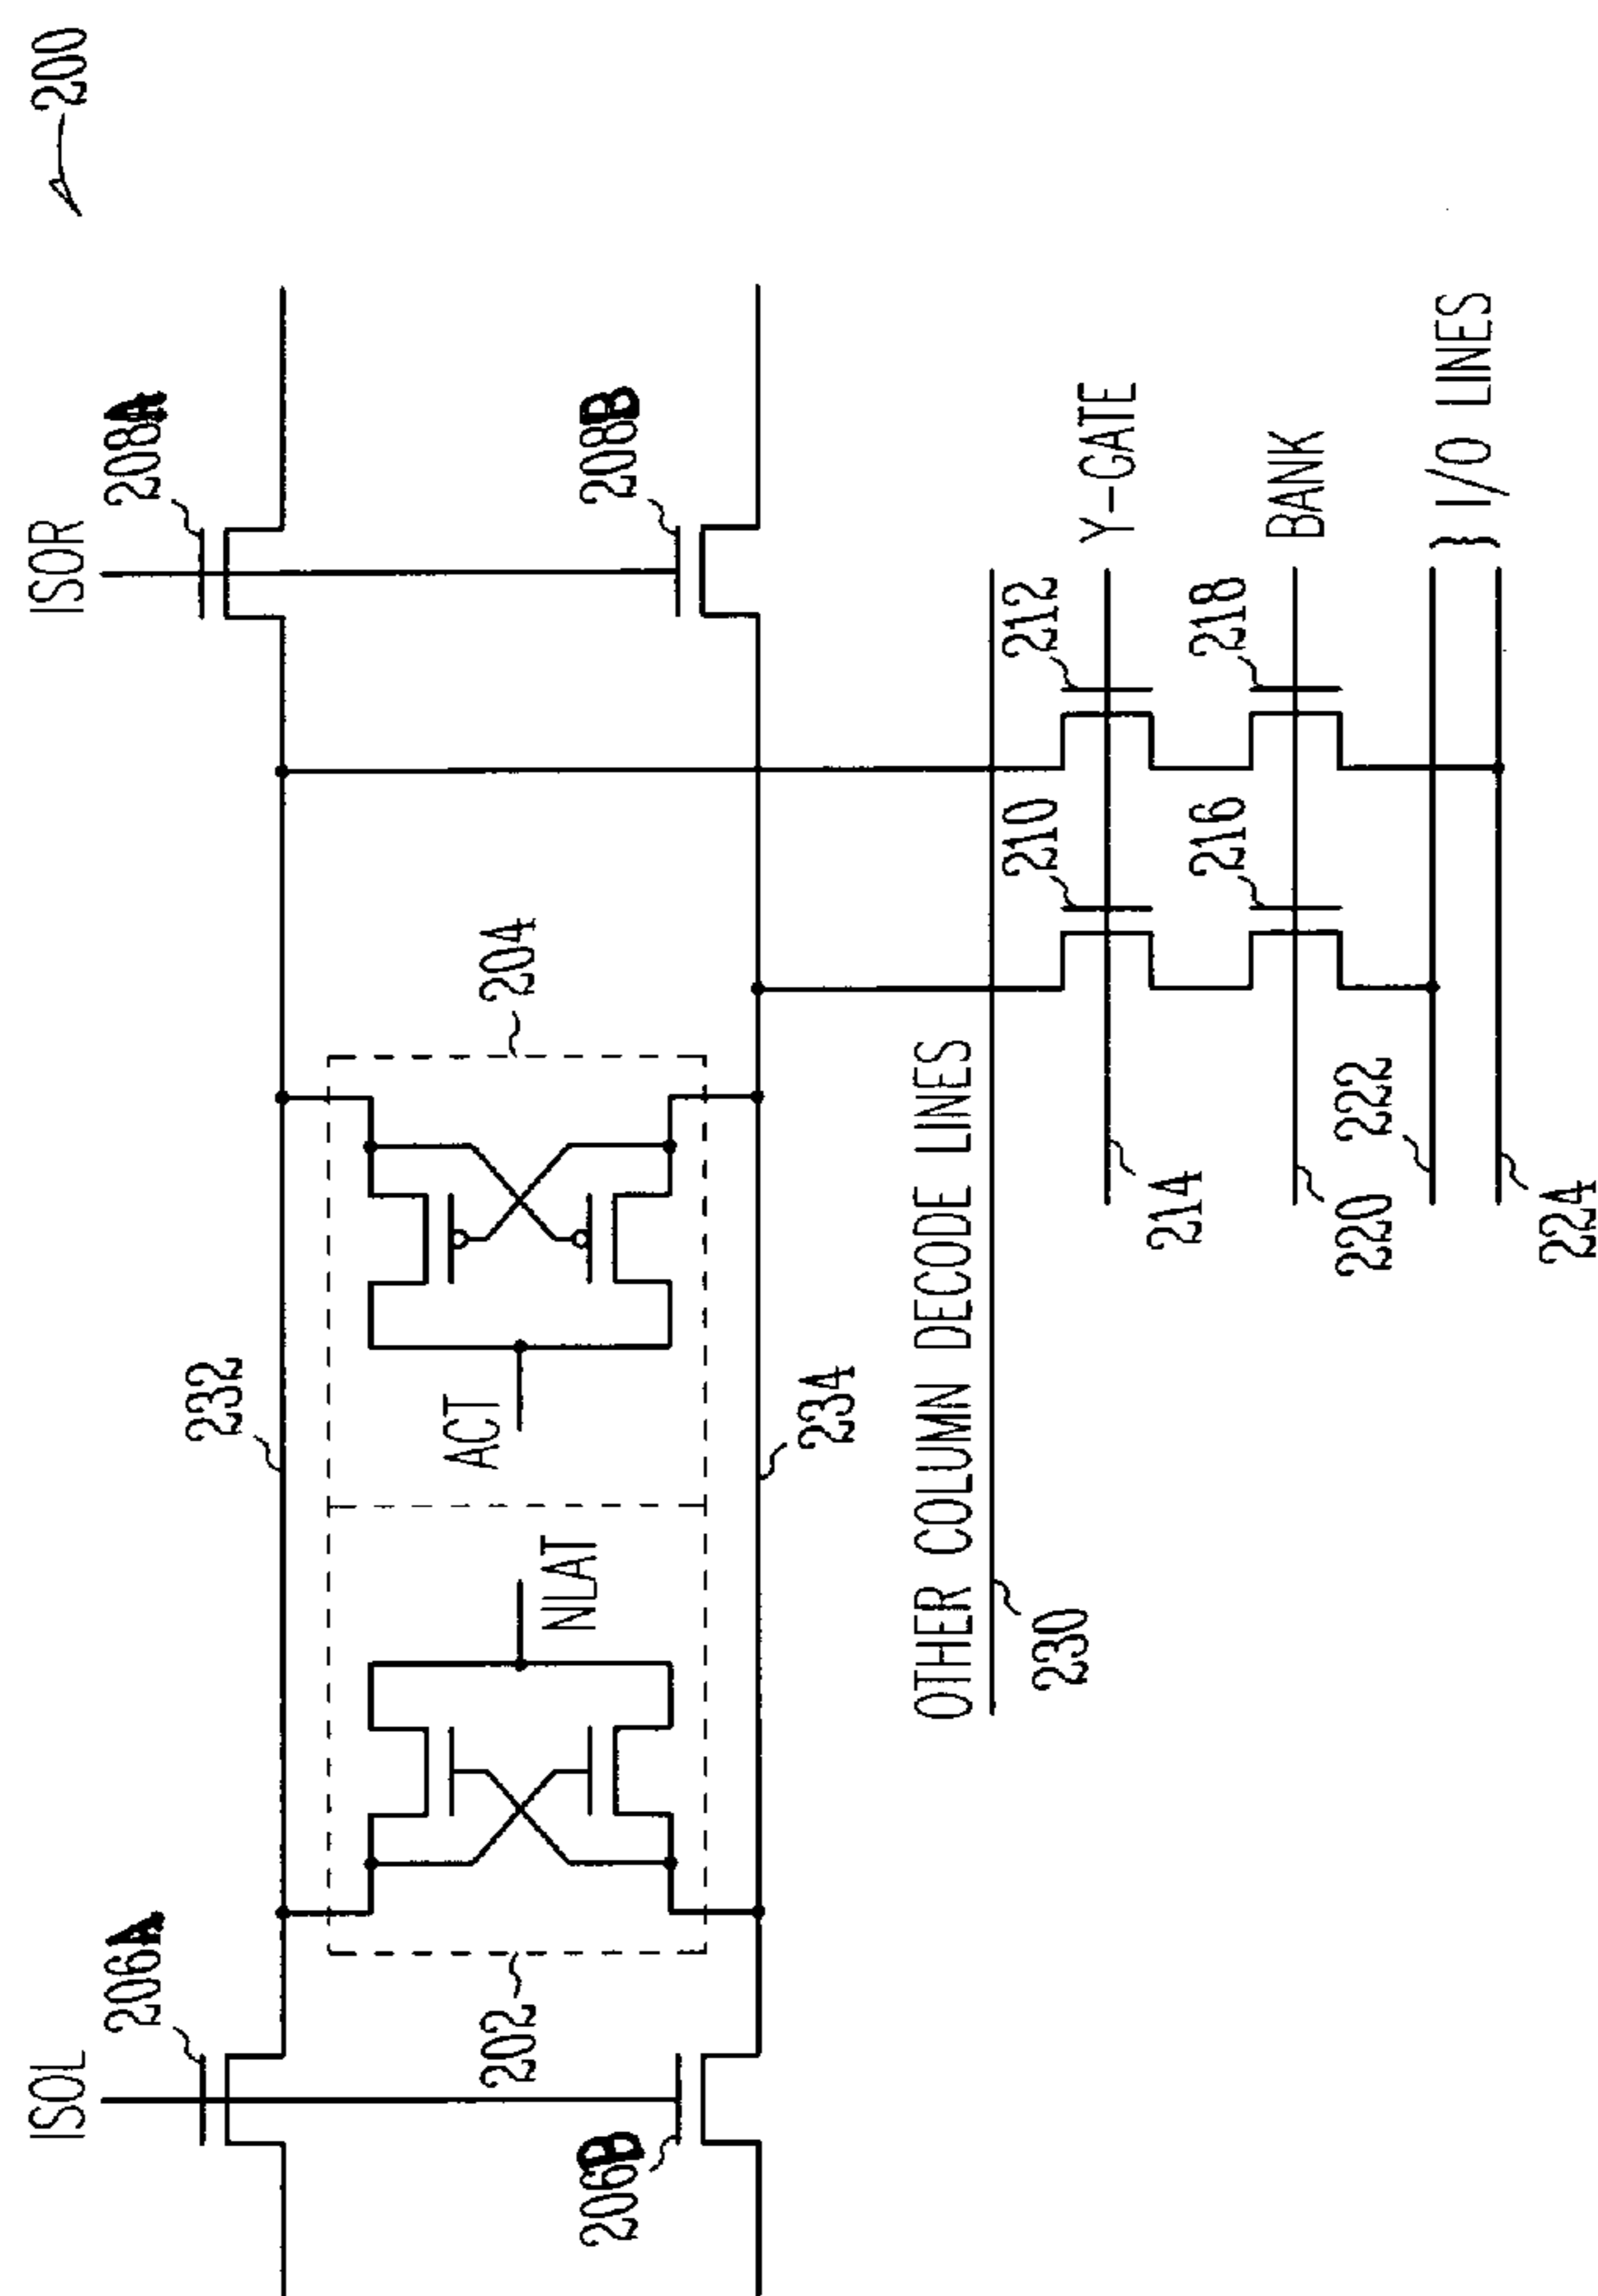 200
ISOL
ISOR
206A
208A
232
202
204
NLAT
ACT
206B
208B
234
OTHER COLUMN DECODE LINES
230
210
212
214
Y-GATE
216
218
220
BANK
222
} I/O LINES
224